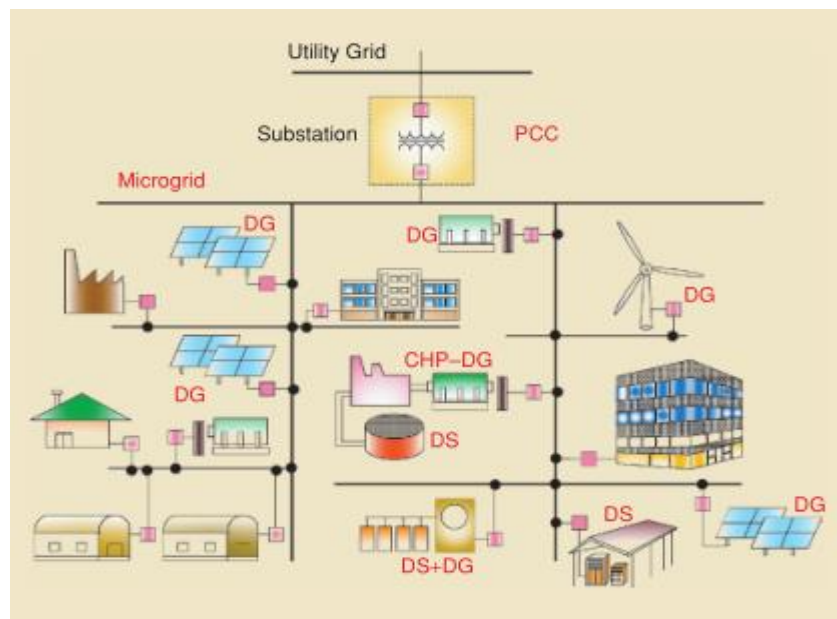 Utility Grid
Substation
PCC
Microgrid
DG
DG
DG
CHP–DG
DG
DS
DS
DG
DS+DG